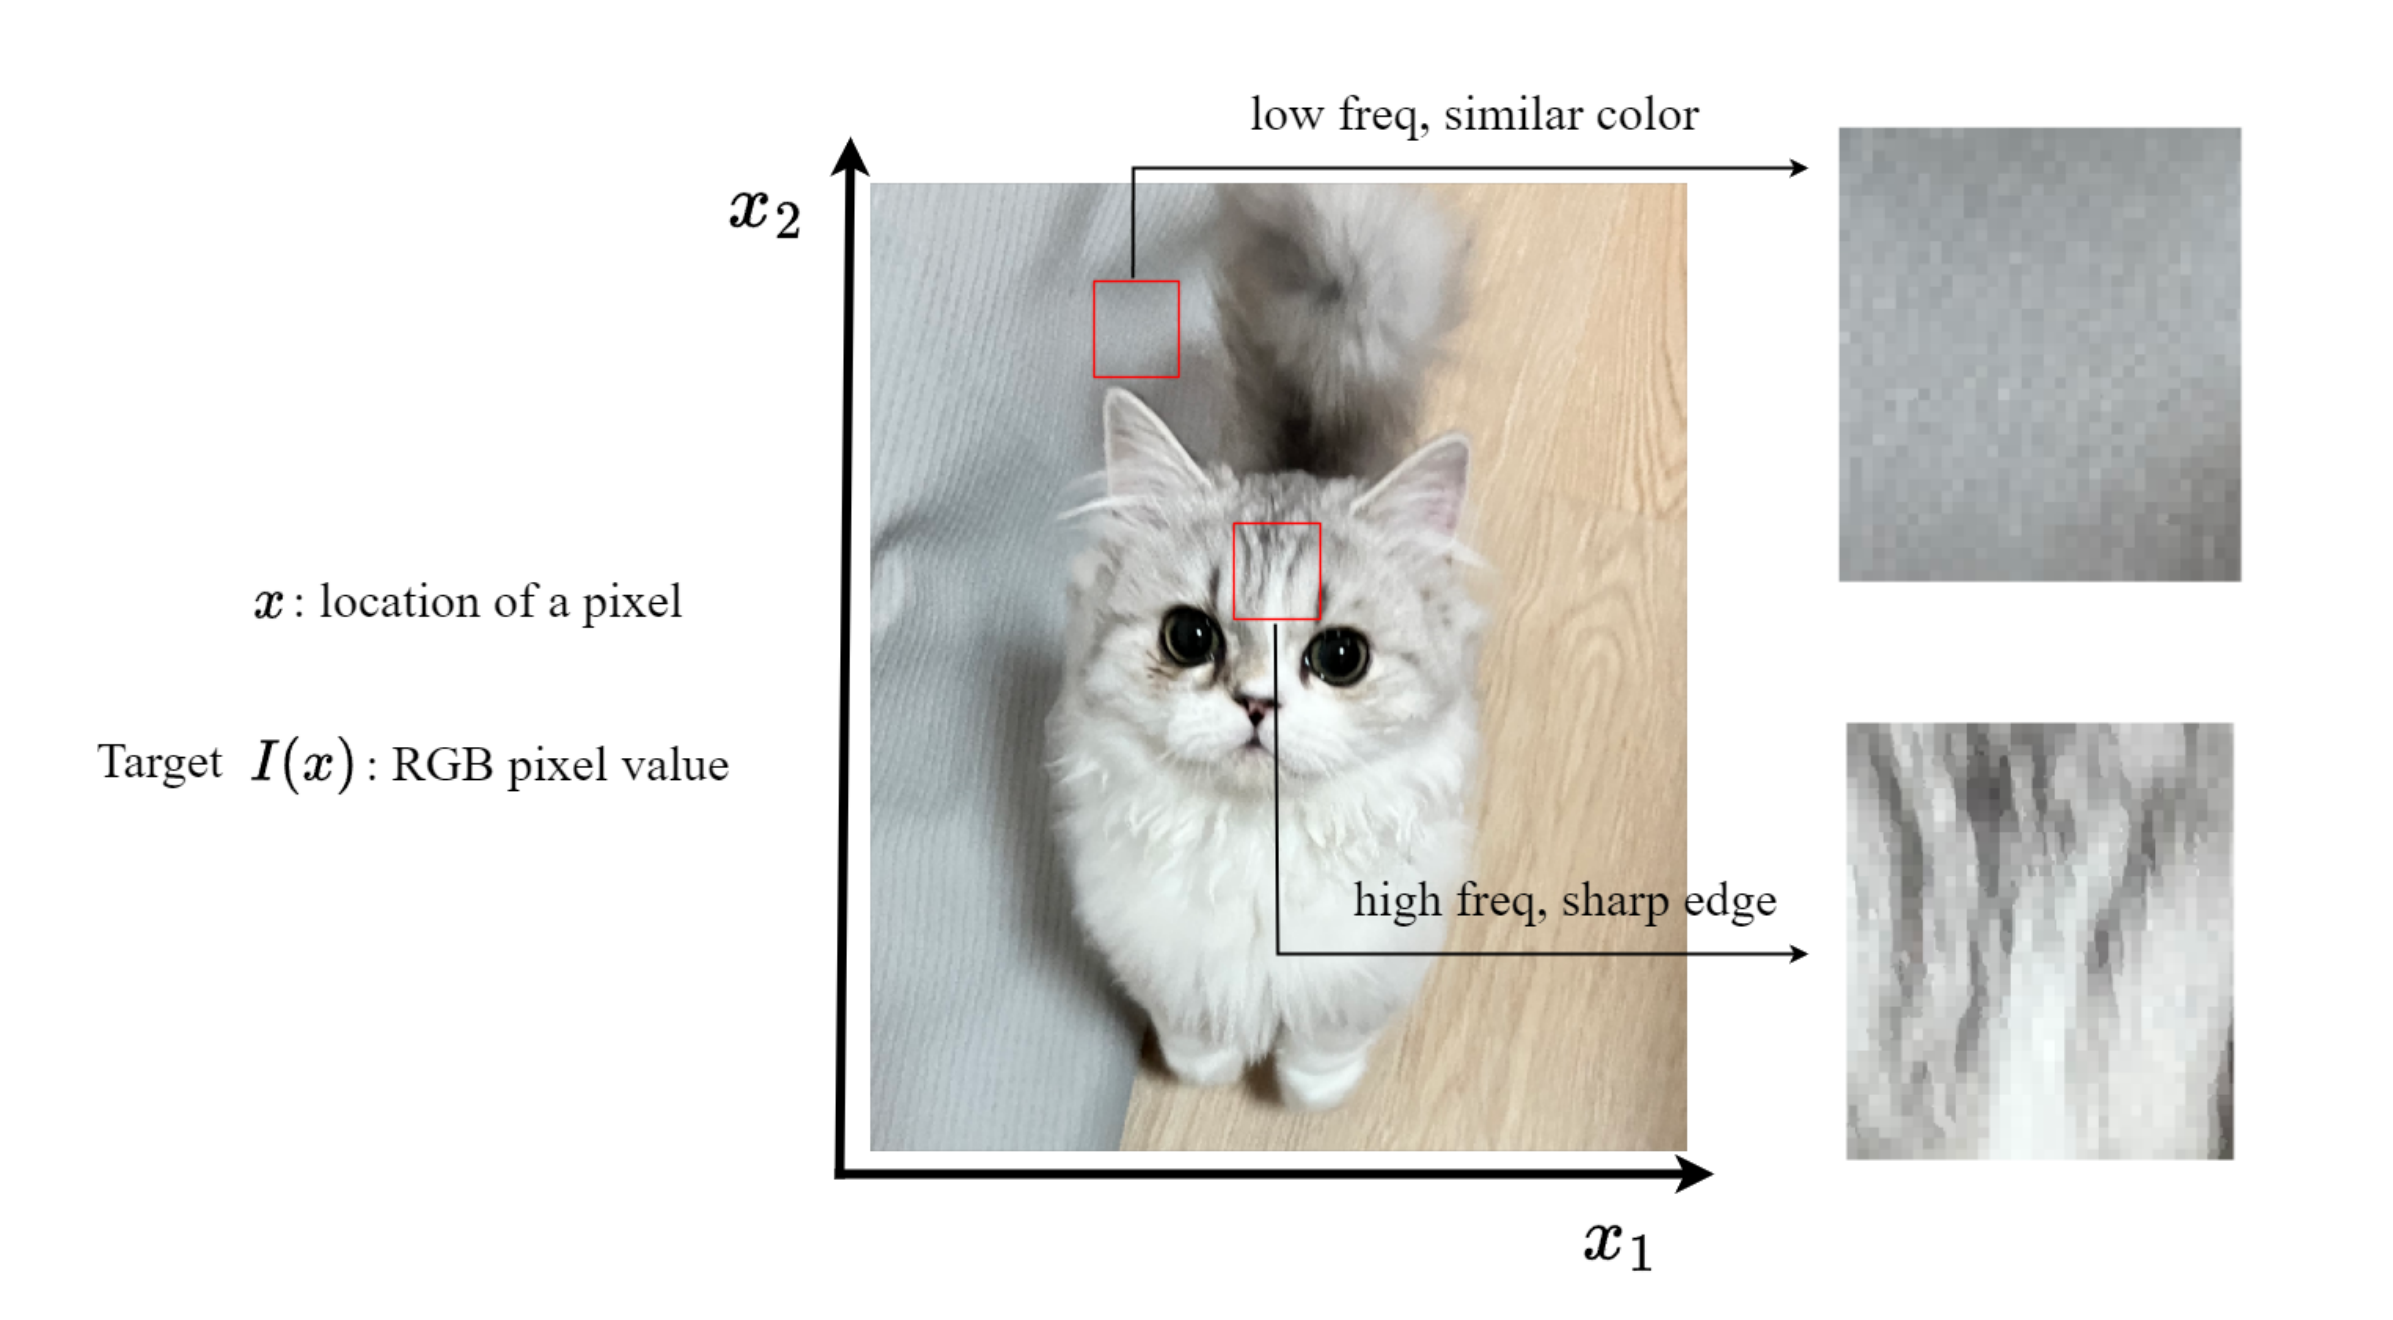 low freq, similar color
x₂
x : location of a pixel
Target I(x) : RGB pixel value
high freq, sharp edge
x₁